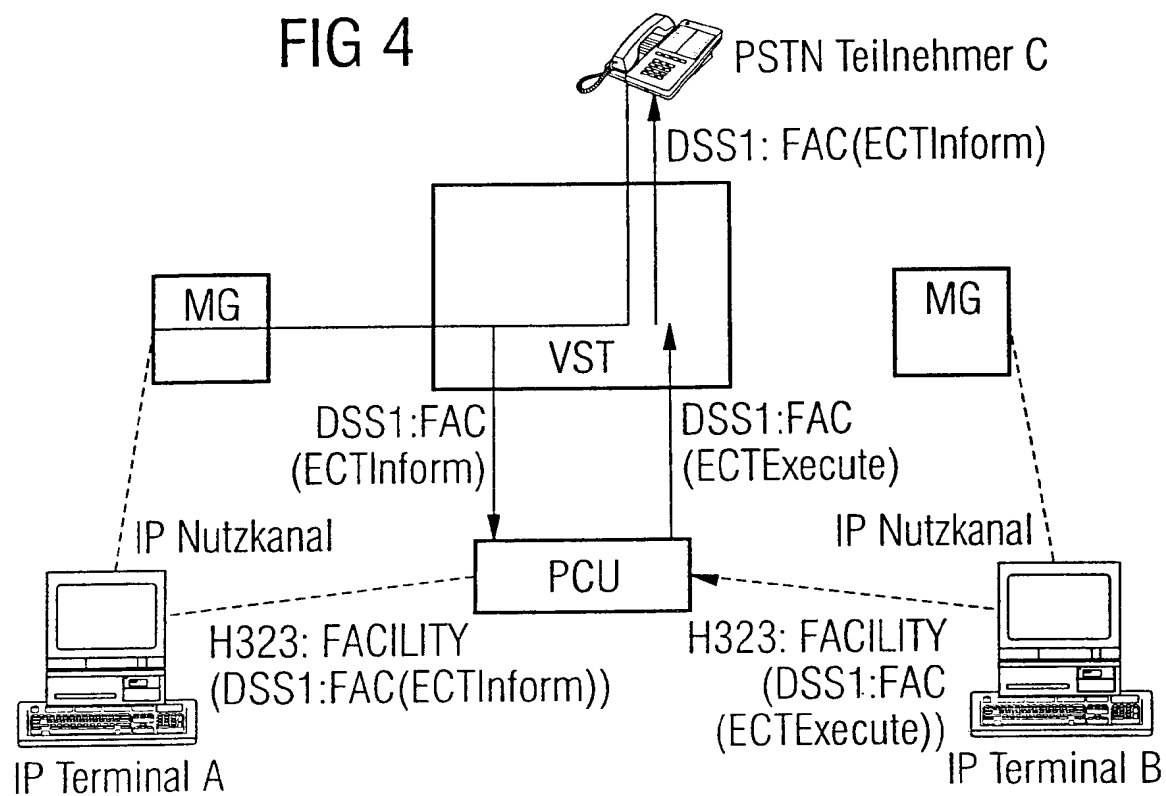 FIG 4
PSTN Teilnehmer C
DSS1: FAC(ECTInform)
MG
MG
VST
DSS1:FAC
(ECTInform)
DSS1:FAC
(ECTExecute)
IP Nutzkanal
IP Nutzkanal
PCU
H323: FACILITY
(DSS1:FAC(ECTInform))
H323: FACILITY
(DSS1:FAC
(ECTExecute))
IP Terminal A
IP Terminal B